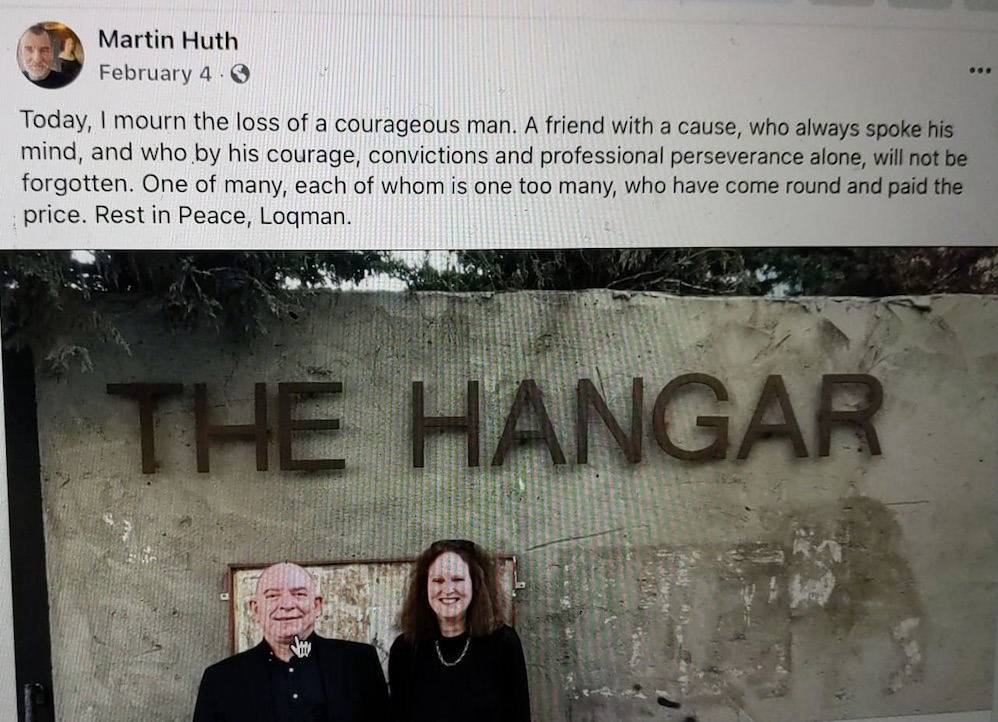 Martin Huth
February 4 ·
Today, I mourn the loss of a courageous man. A friend with a cause, who always spoke his
mind, and who by his courage, convictions and professional perseverance alone, will not be
forgotten. One of many, each of whom is one too many, who have come round and paid the
price. Rest in Peace, Loqman.
THE HANGAR